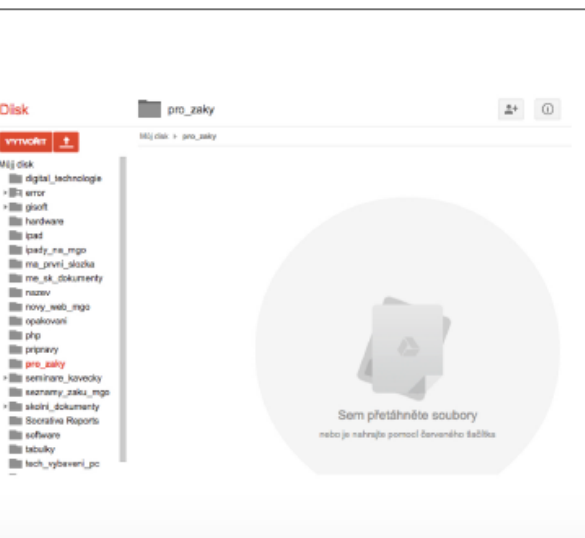 Disk
pro_zaky
VYTVOŘIT
Můj disk > pro_zaky
Můj disk
digital_technologie
error
gisoft
hardware
ipad
ipady_na_mgo
ma_prvni_slozka
me_sk_dokumenty
nazev
novy_web_mgo
opakovani
php
pripravy
pro_zaky
seminare_kavecky
seznamy_zaku_mgo
skolni_dokumenty
Socrative Reports
software
tabulky
tech_vybaveni_pc
Sem přetáhněte soubory
nebo je nahrajte pomocí červeného tlačítka